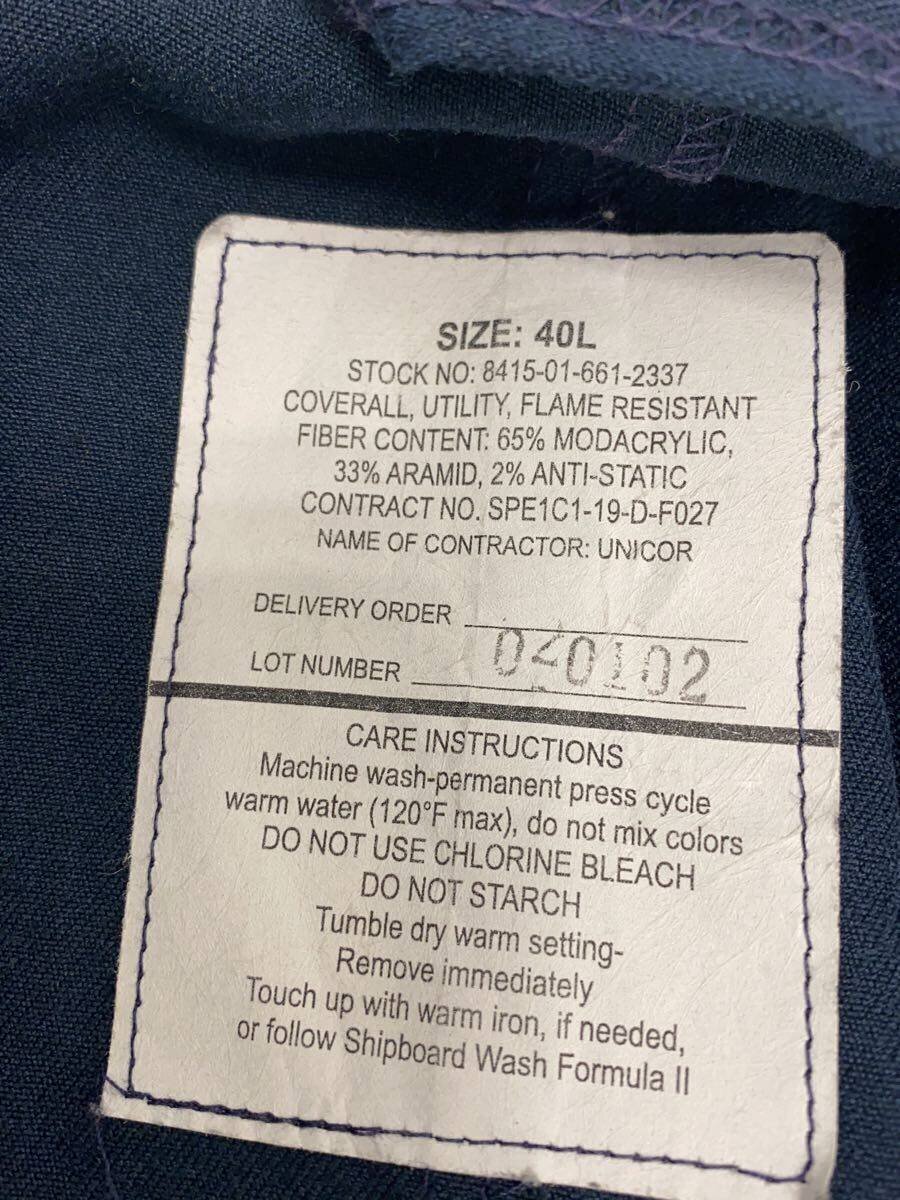 SIZE: 40L
STOCK NO: 8415-01-661-2337
COVERALL, UTILITY, FLAME RESISTANT
FIBER CONTENT: 65% MODACRYLIC,
33% ARAMID, 2% ANTI-STATIC
CONTRACT NO. SPE1C1-19-D-F027
NAME OF CONTRACTOR: UNICOR
DELIVERY ORDER
LOT NUMBER
CARE INSTRUCTIONS
Machine wash-permanent press cycle
warm water (120°F max), do not mix colors
DO NOT USE CHLORINE BLEACH
DO NOT STARCH
Tumble dry warm setting-
Remove immediately
Touch up with warm iron, if needed,
or follow Shipboard Wash Formula II